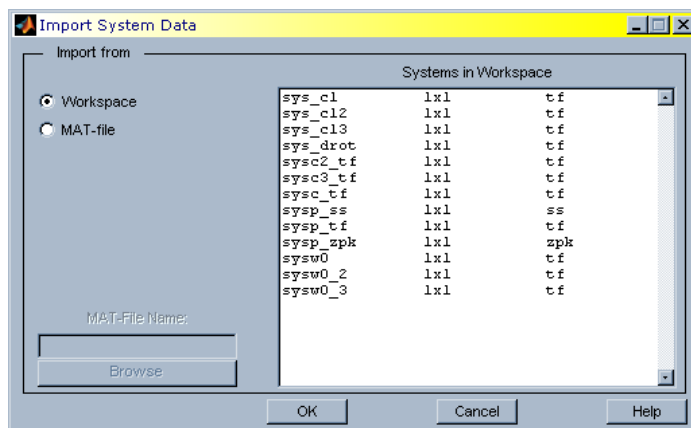 Import System Data
Import from
Systems in Workspace
Workspace
MAT-file
sys_cl 1x1 tf
sys_cl2 1x1 tf
sys_cl3 1x1 tf
sys_drot 1x1 tf
sysc2_tf 1x1 tf
sysc3_tf 1x1 tf
sysc_tf 1x1 tf
sysp_ss 1x1 ss
sysp_tf 1x1 tf
sysp_zpk 1x1 zpk
sysw0 1x1 tf
sysw0_2 1x1 tf
sysw0_3 1x1 tf
MAT-File Name:
Browse
OK Cancel Help